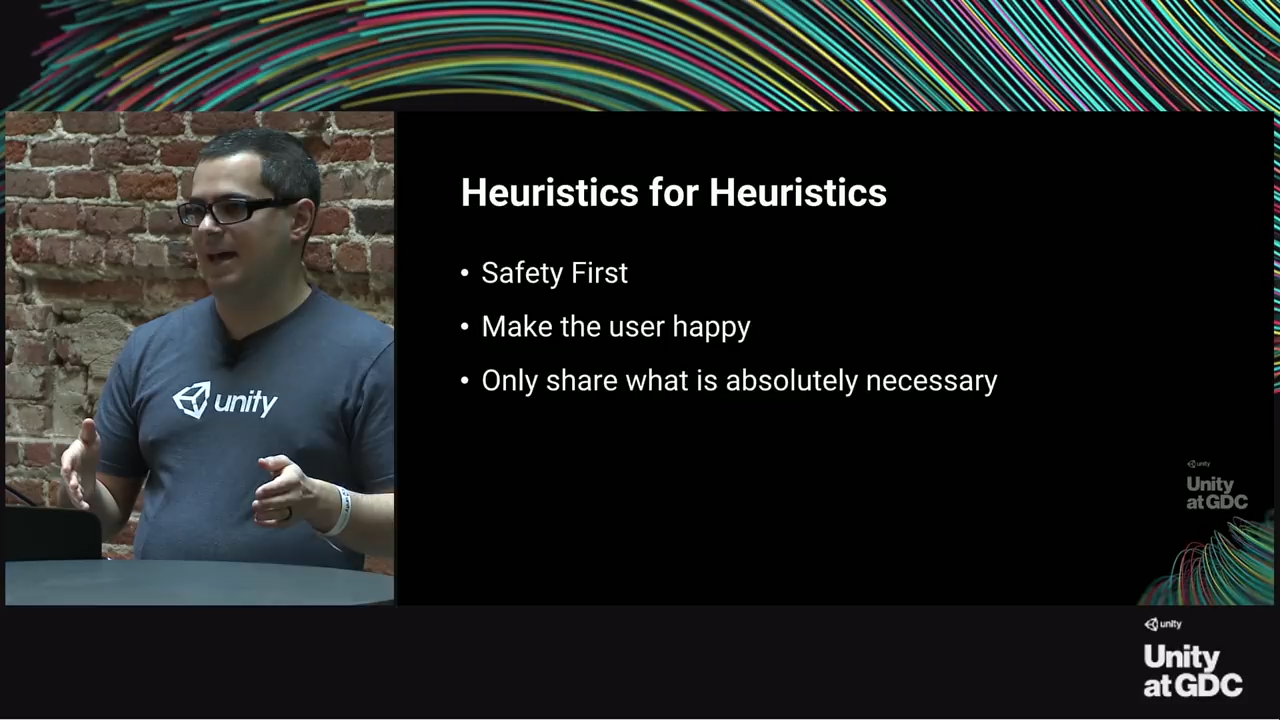 Heuristics for Heuristics
• Safety First
• Make the user happy
• Only share what is absolutely necessary
unity
unity
Unity
at GDC
unity
Unity
at GDC